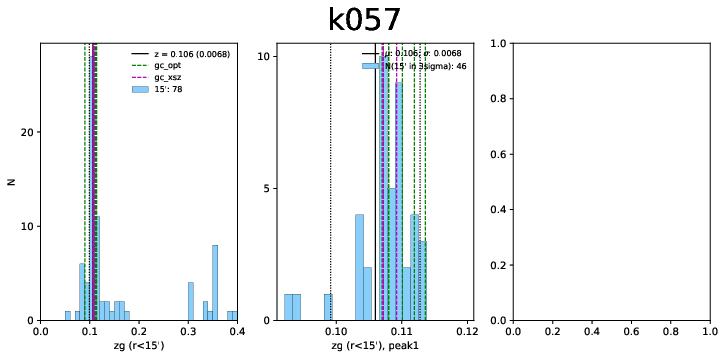 k057
z = 0.106 (0.0068)
gc_opt
gc_xsz
15': 78
N
20
10
0
0.0 0.1 0.2 0.3 0.4
zg (r<15')
μ: 0.106, σ: 0.0068
N(15' in 3sigma): 46
10
5
0
0.10 0.11 0.12
zg (r<15'), peak1
1.0
0.8
0.6
0.4
0.2
0.0
0.0 0.2 0.4 0.6 0.8 1.0